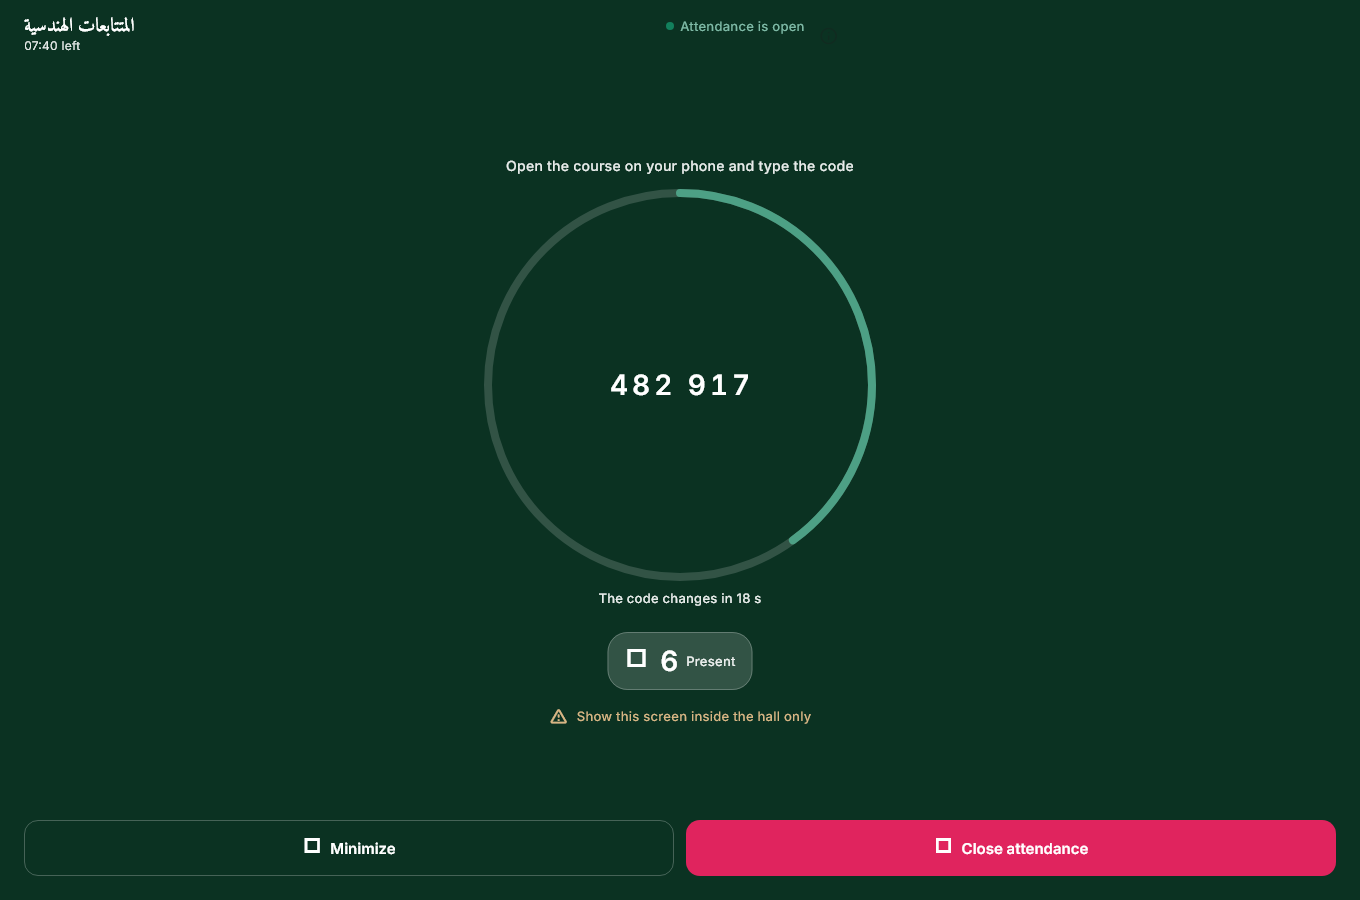 المتتابعات الهندسية
07:40 left
Attendance is open
Open the course on your phone and type the code
482 917
The code changes in 18 s
6 Present
Show this screen inside the hall only
Minimize
Close attendance